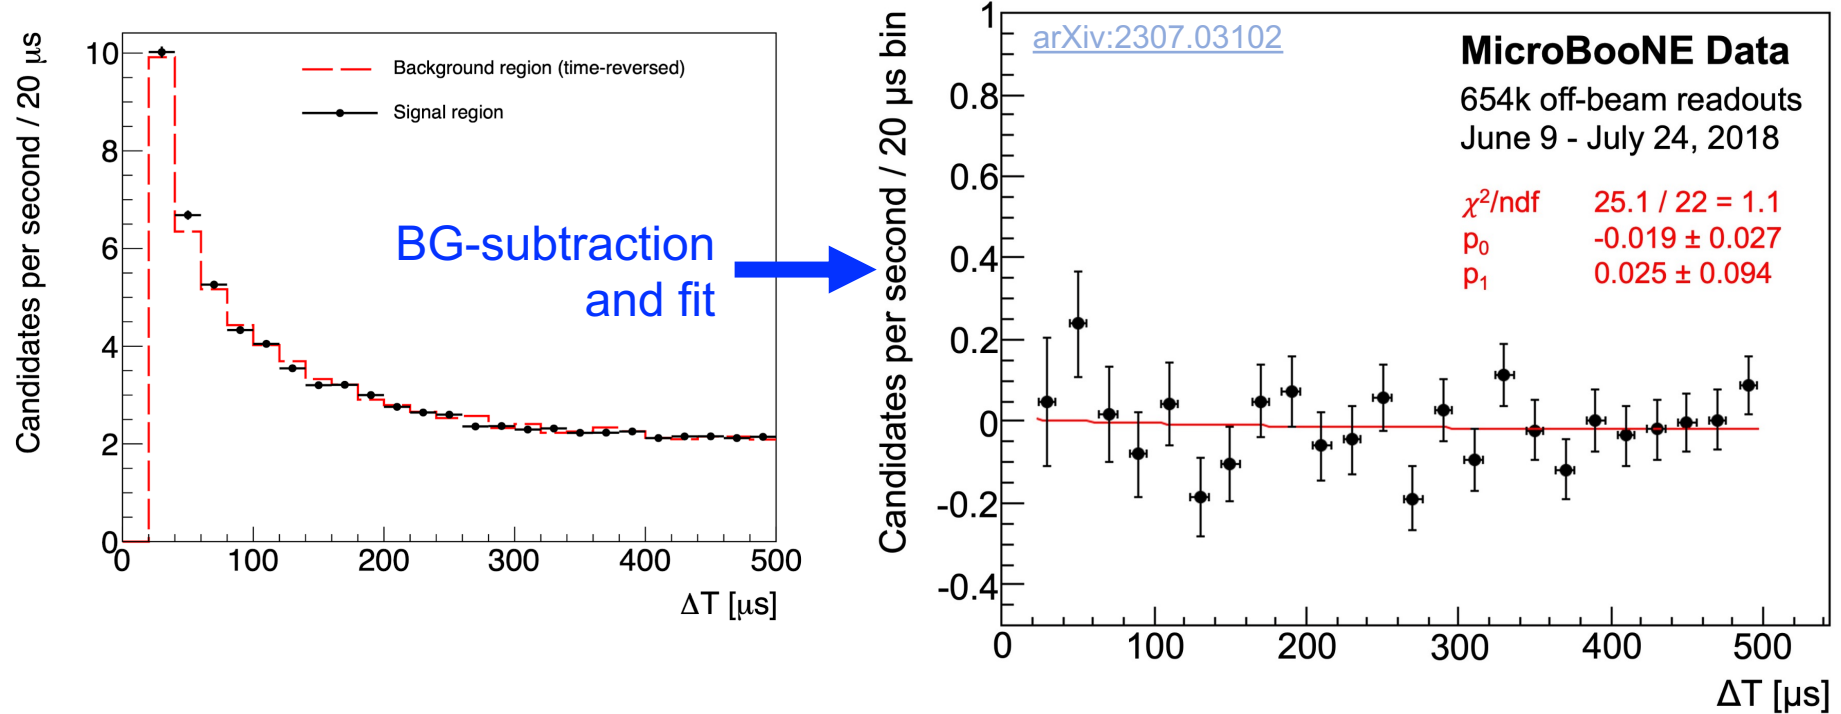 Candidates per second / 20 μs
10
8
6
4
2
0
0 100 200 300 400 500
ΔT [μs]
Background region (time-reversed)
Signal region
BG-subtraction
and fit
Candidates per second / 20 μs bin
1
0.8
0.6
0.4
0.2
0
-0.2
-0.4
0 100 200 300 400 500
ΔT [μs]
arXiv:2307.03102
MicroBooNE Data
654k off-beam readouts
June 9 - July 24, 2018
χ²/ndf 25.1 / 22 = 1.1
p₀ -0.019 ± 0.027
p₁ 0.025 ± 0.094